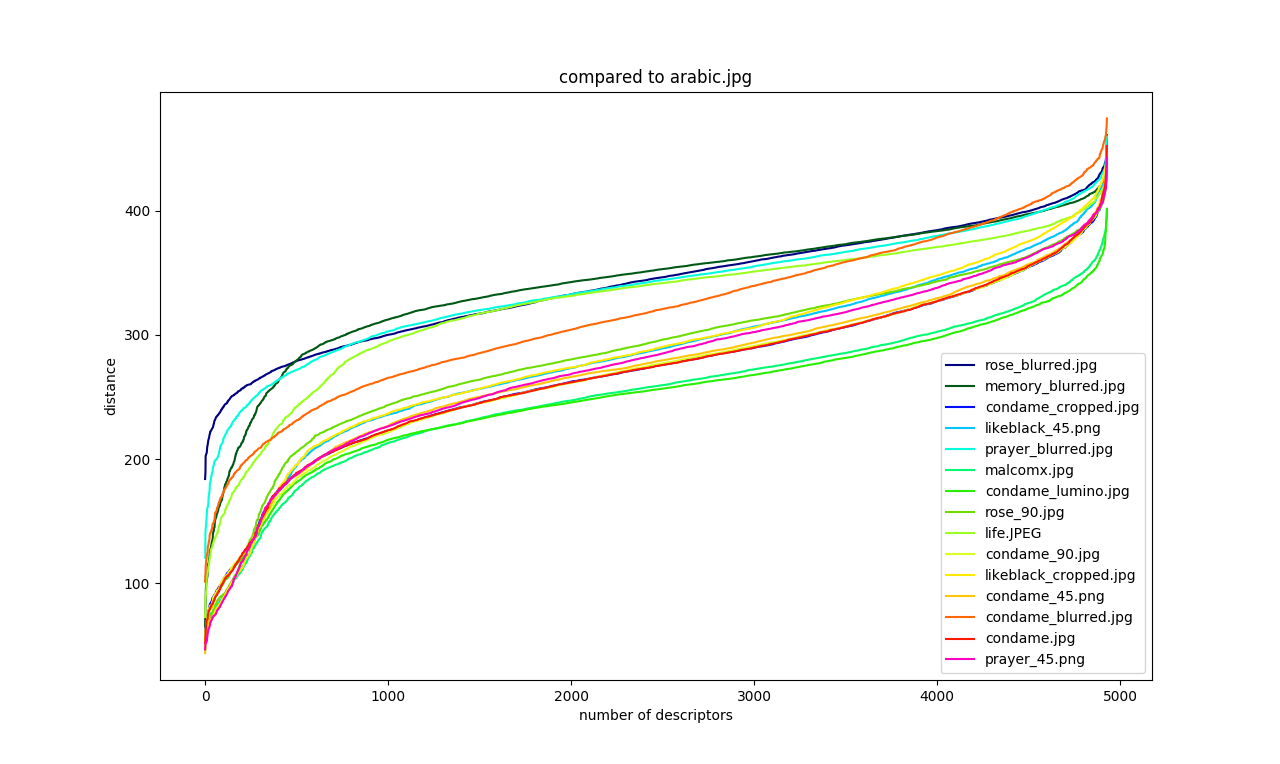 compared to arabic.jpg
distance
400
300
200
100
0 1000 2000 3000 4000 5000
number of descriptors
rose_blurred.jpg
memory_blurred.jpg
condame_cropped.jpg
likeblack_45.png
prayer_blurred.jpg
malcomx.jpg
condame_lumino.jpg
rose_90.jpg
life.JPEG
condame_90.jpg
likeblack_cropped.jpg
condame_45.png
condame_blurred.jpg
condame.jpg
prayer_45.png